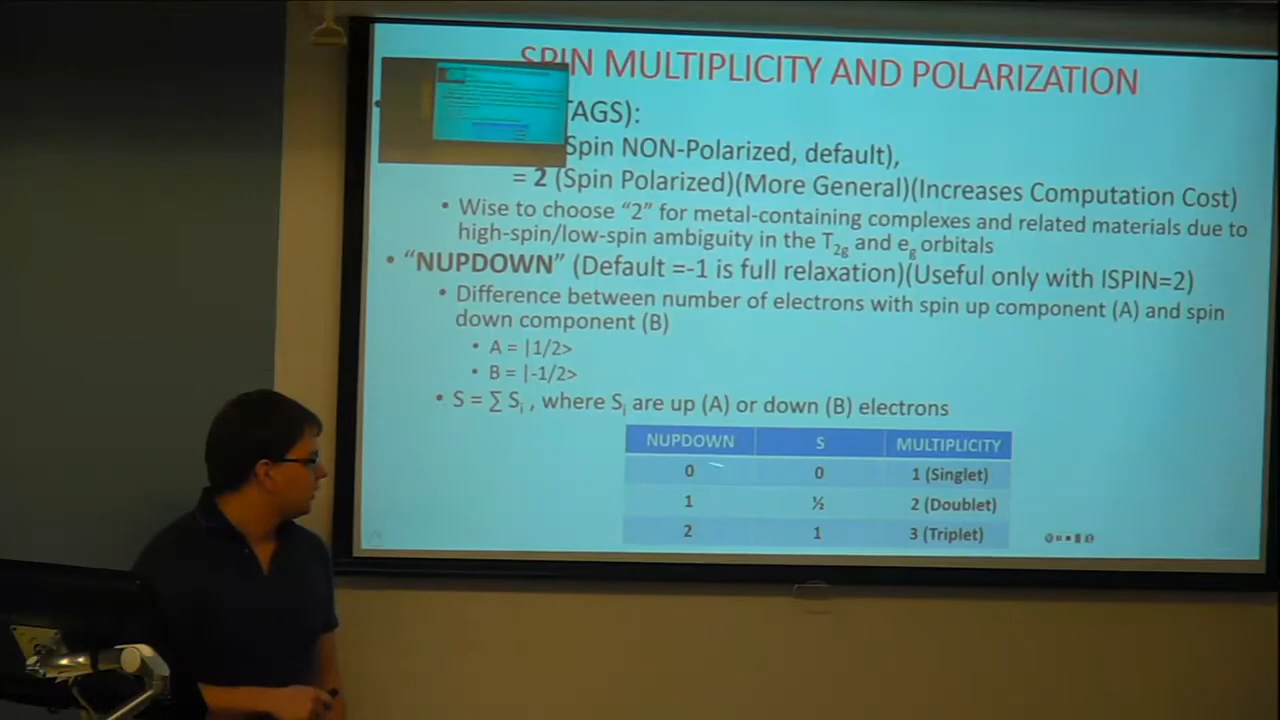 SPIN MULTIPLICITY AND POLARIZATION
TAGS):
Spin NON-Polarized, default),
= 2 (Spin Polarized)(More General)(Increases Computation Cost)
• Wise to choose “2” for metal-containing complexes and related materials due to
high-spin/low-spin ambiguity in the T2g and eg orbitals
• “NUPDOWN” (Default =-1 is full relaxation)(Useful only with ISPIN=2)
• Difference between number of electrons with spin up component (A) and spin
down component (B)
• A = |1/2>
• B = |-1/2>
• S = ∑ Si , where Si are up (A) or down (B) electrons
NUPDOWN S MULTIPLICITY
0 0 1 (Singlet)
1 ½ 2 (Doublet)
2 1 3 (Triplet)